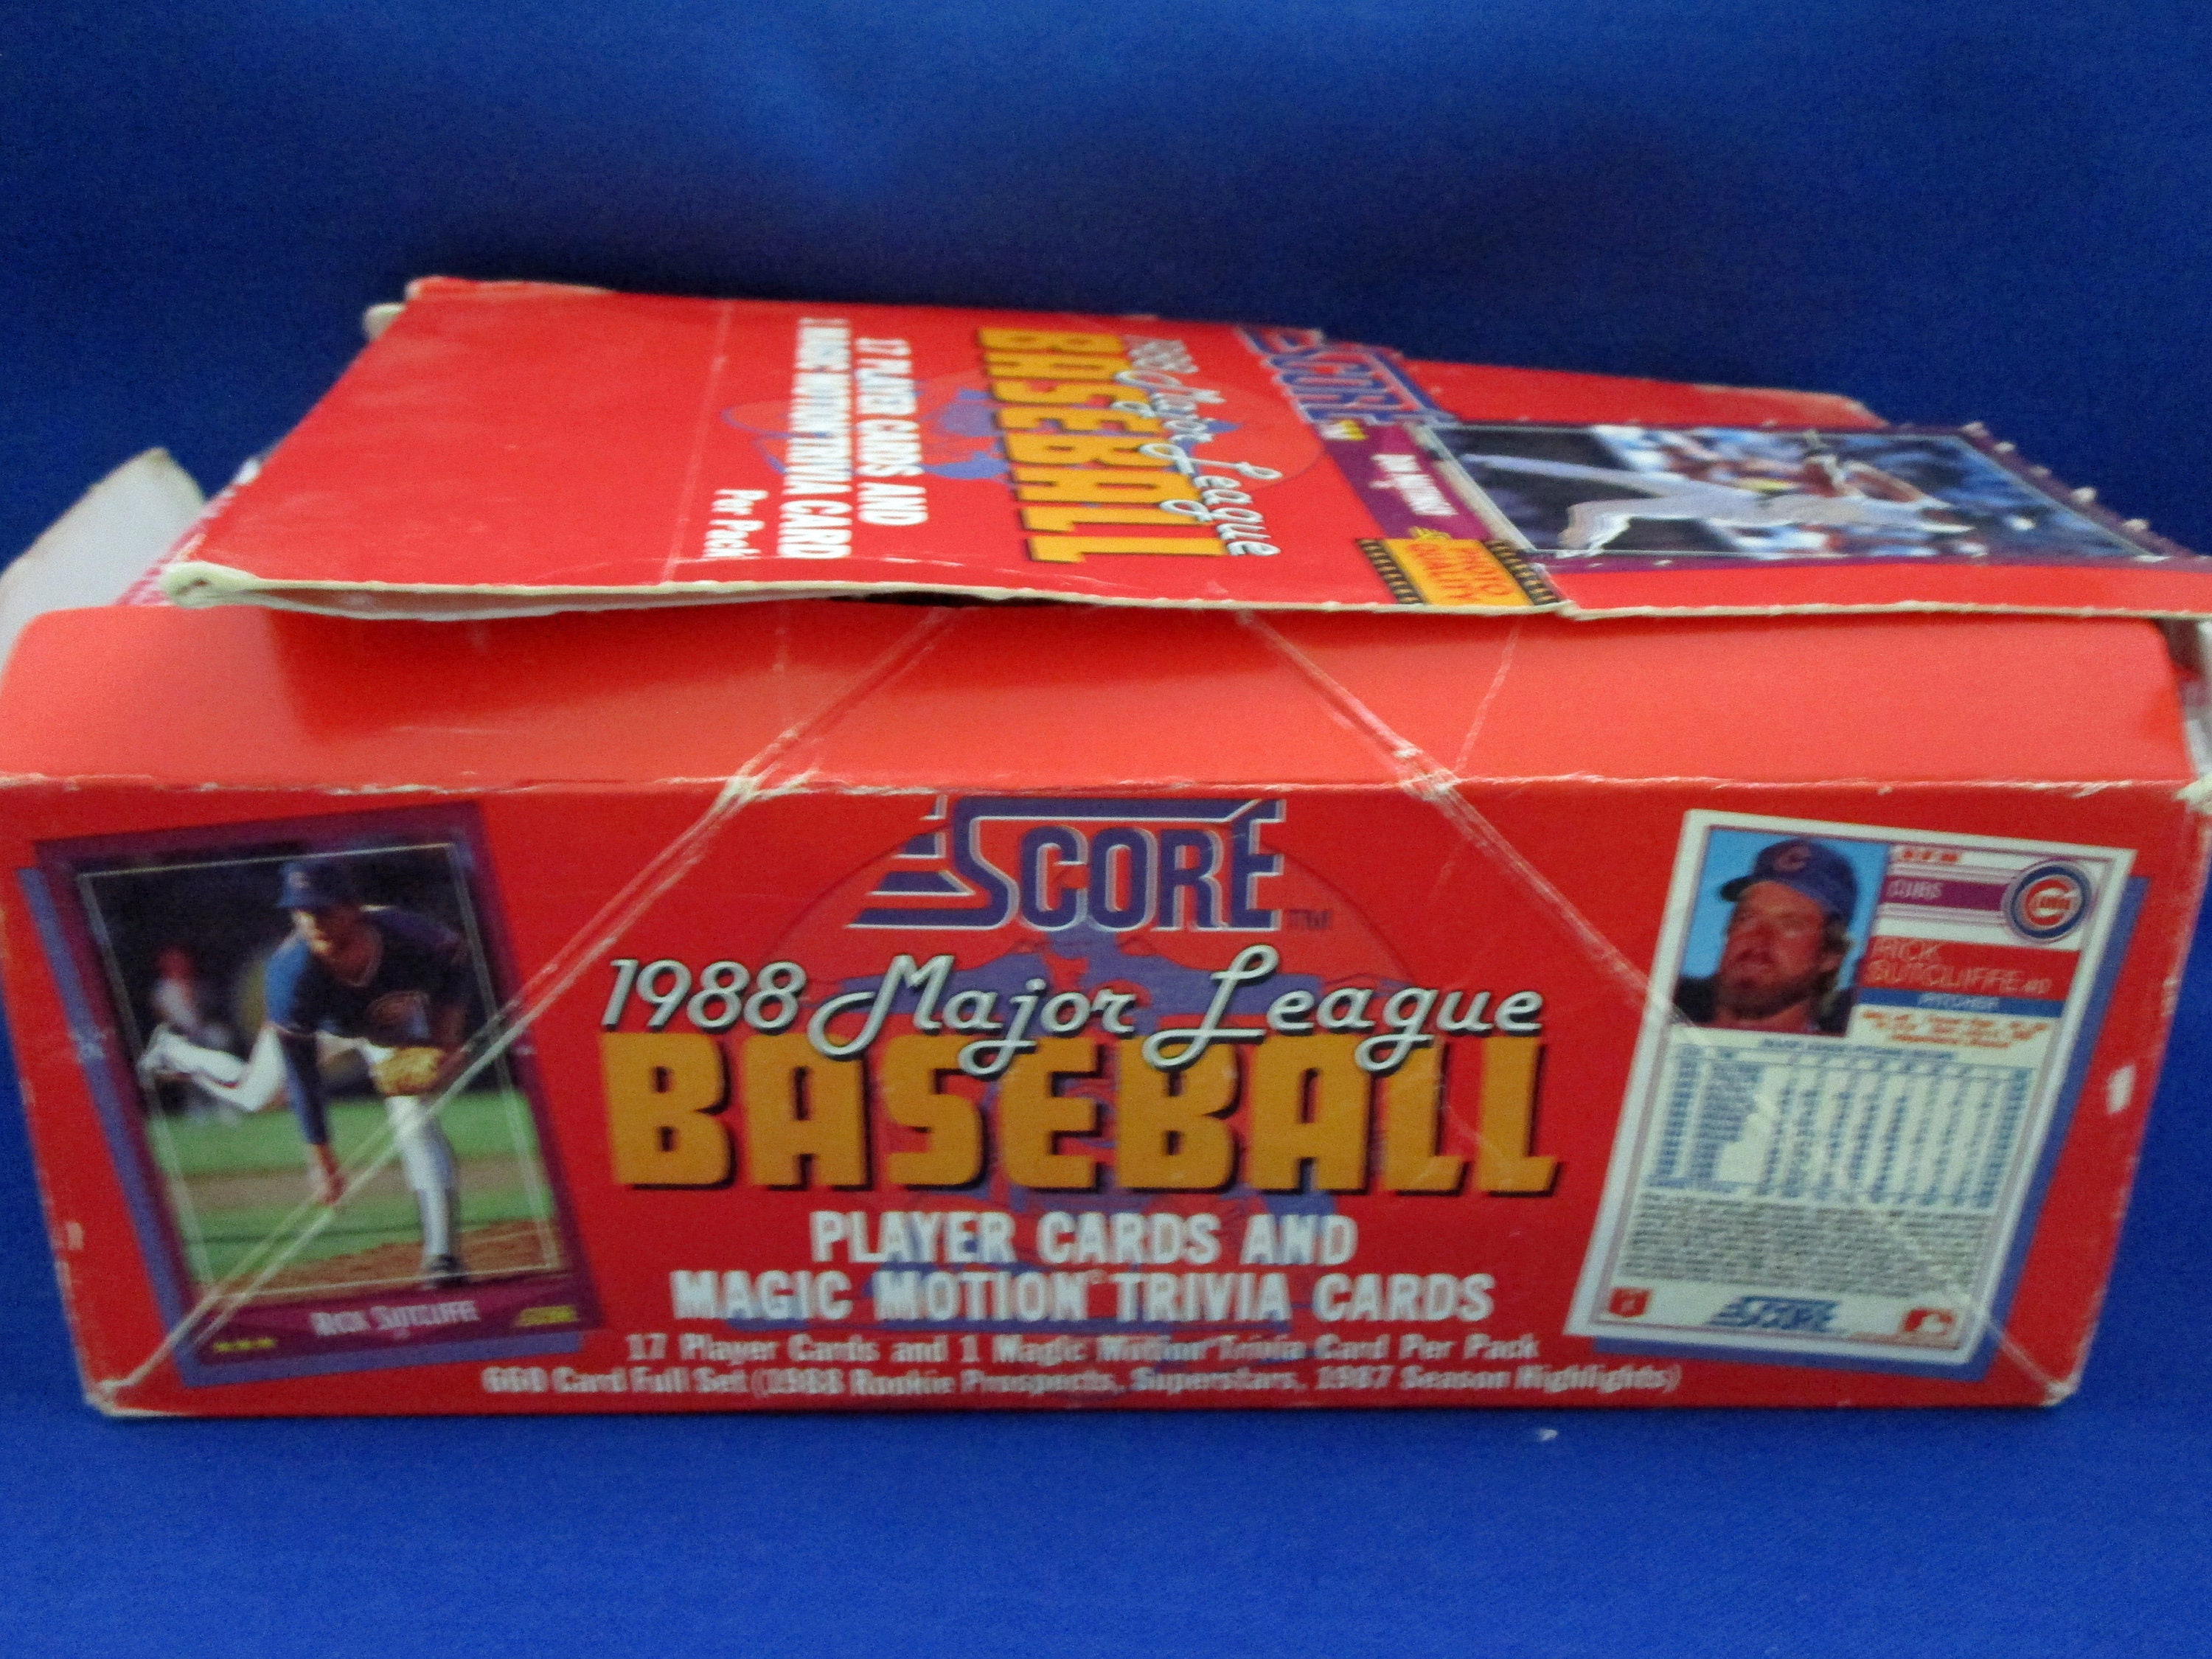 SCORE
1988 Major League
BASEBALL
17 PLAYER CARDS AND
1 MAGIC MOTION TRIVIA CARD
Per Pack
PHOTO
QUALITY
SCORE™
1988 Major League
BASEBALL
PLAYER CARDS AND
MAGIC MOTION® TRIVIA CARDS
17 Player Cards and 1 Magic Motion® Trivia Card Per Pack
660 Card Full Set (1988 Rookie Prospects, Superstars, 1987 Season Highlights)
RICK SUTCLIFFE
SCORE
CUBS
RICK
SUTCLIFFE
PITCHER
SCORE